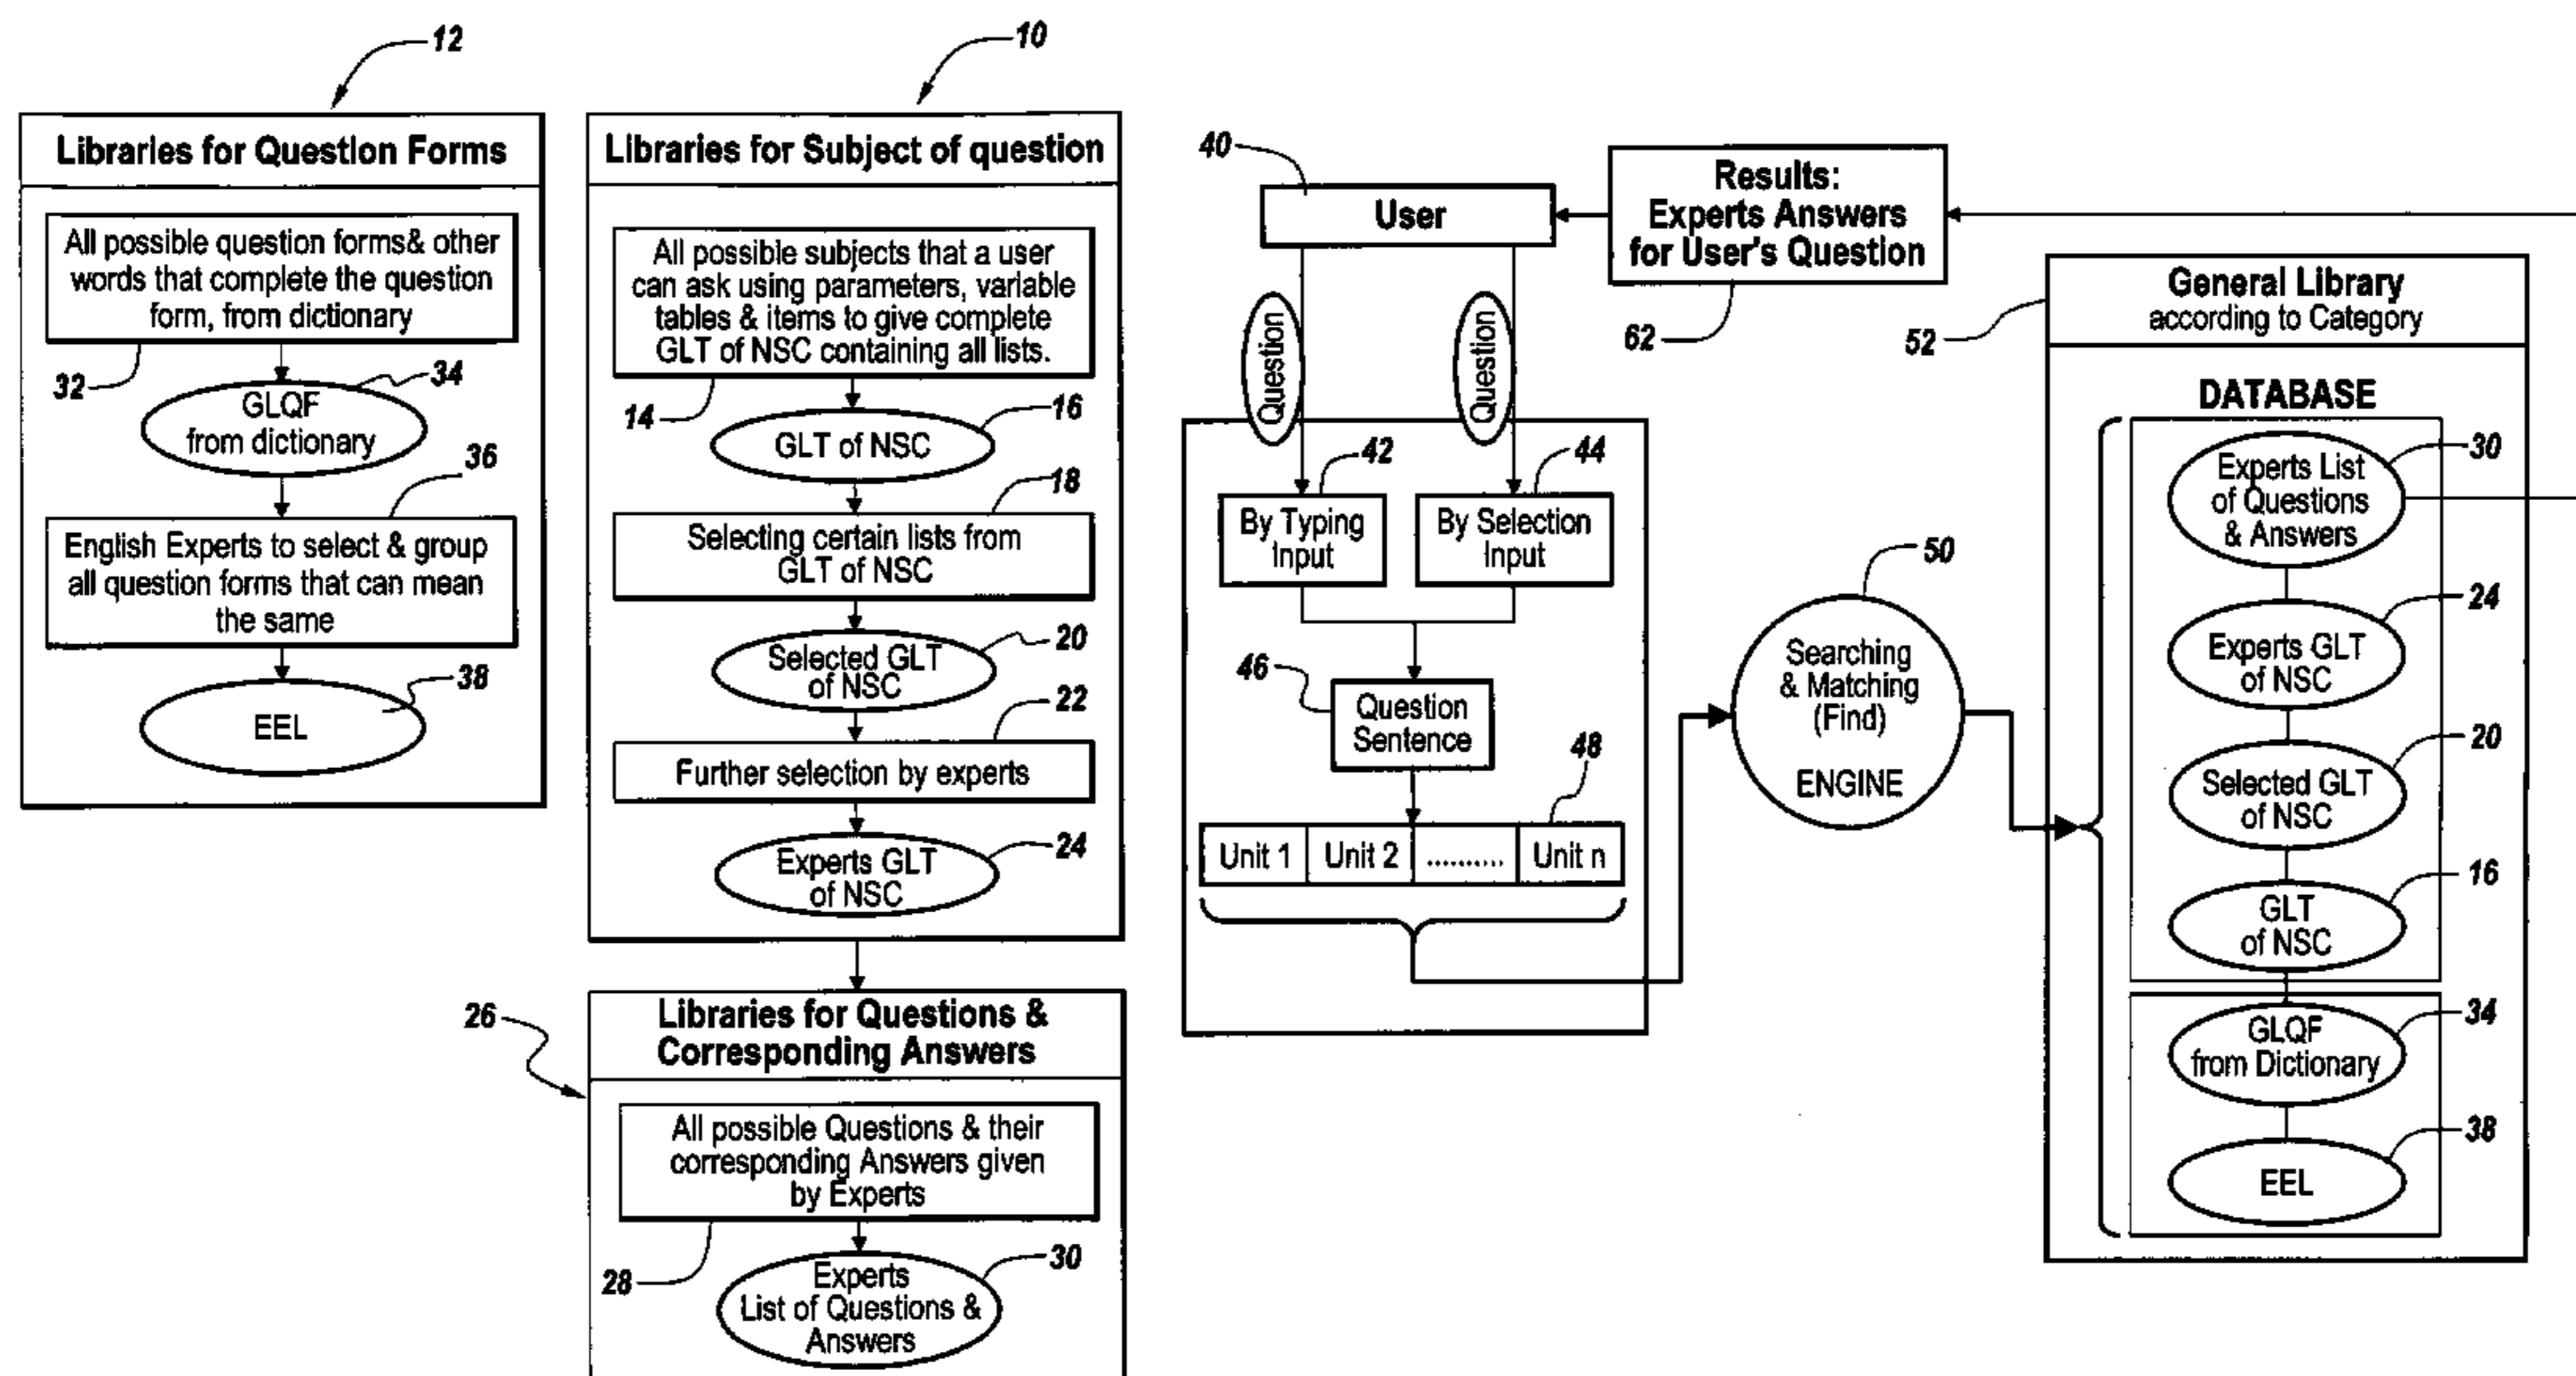 12
Libraries for Question Forms
All possible question forms& other
words that complete the question
form, from dictionary
32
34
GLQF
from dictionary
36
English Experts to select & group
all question forms that can mean
the same
38
EEL
10
Libraries for Subject of question
All possible subjects that a user
can ask using parameters, variable
tables & items to give complete
GLT of NSC containing all lists.
14
16
GLT of NSC
18
Selecting certain lists from
GLT of NSC
20
Selected GLT
of NSC
22
Further selection by experts
24
Experts GLT
of NSC
26
Libraries for Questions &
Corresponding Answers
All possible Questions & their
corresponding Answers given
by Experts
28
30
Experts
List of Questions &
Answers
40
User
Results:
Experts Answers
for User's Question
62
Question
Question
42
44
By Typing
Input
By Selection
Input
46
Question
Sentence
48
Unit 1 Unit 2 .......... Unit n
50
Searching
& Matching
(Find)
ENGINE
52
General Library
according to Category
DATABASE
30
Experts List
of Questions
& Answers
24
Experts GLT
of NSC
20
Selected GLT
of NSC
16
GLT
of NSC
34
GLQF
from Dictionary
38
EEL